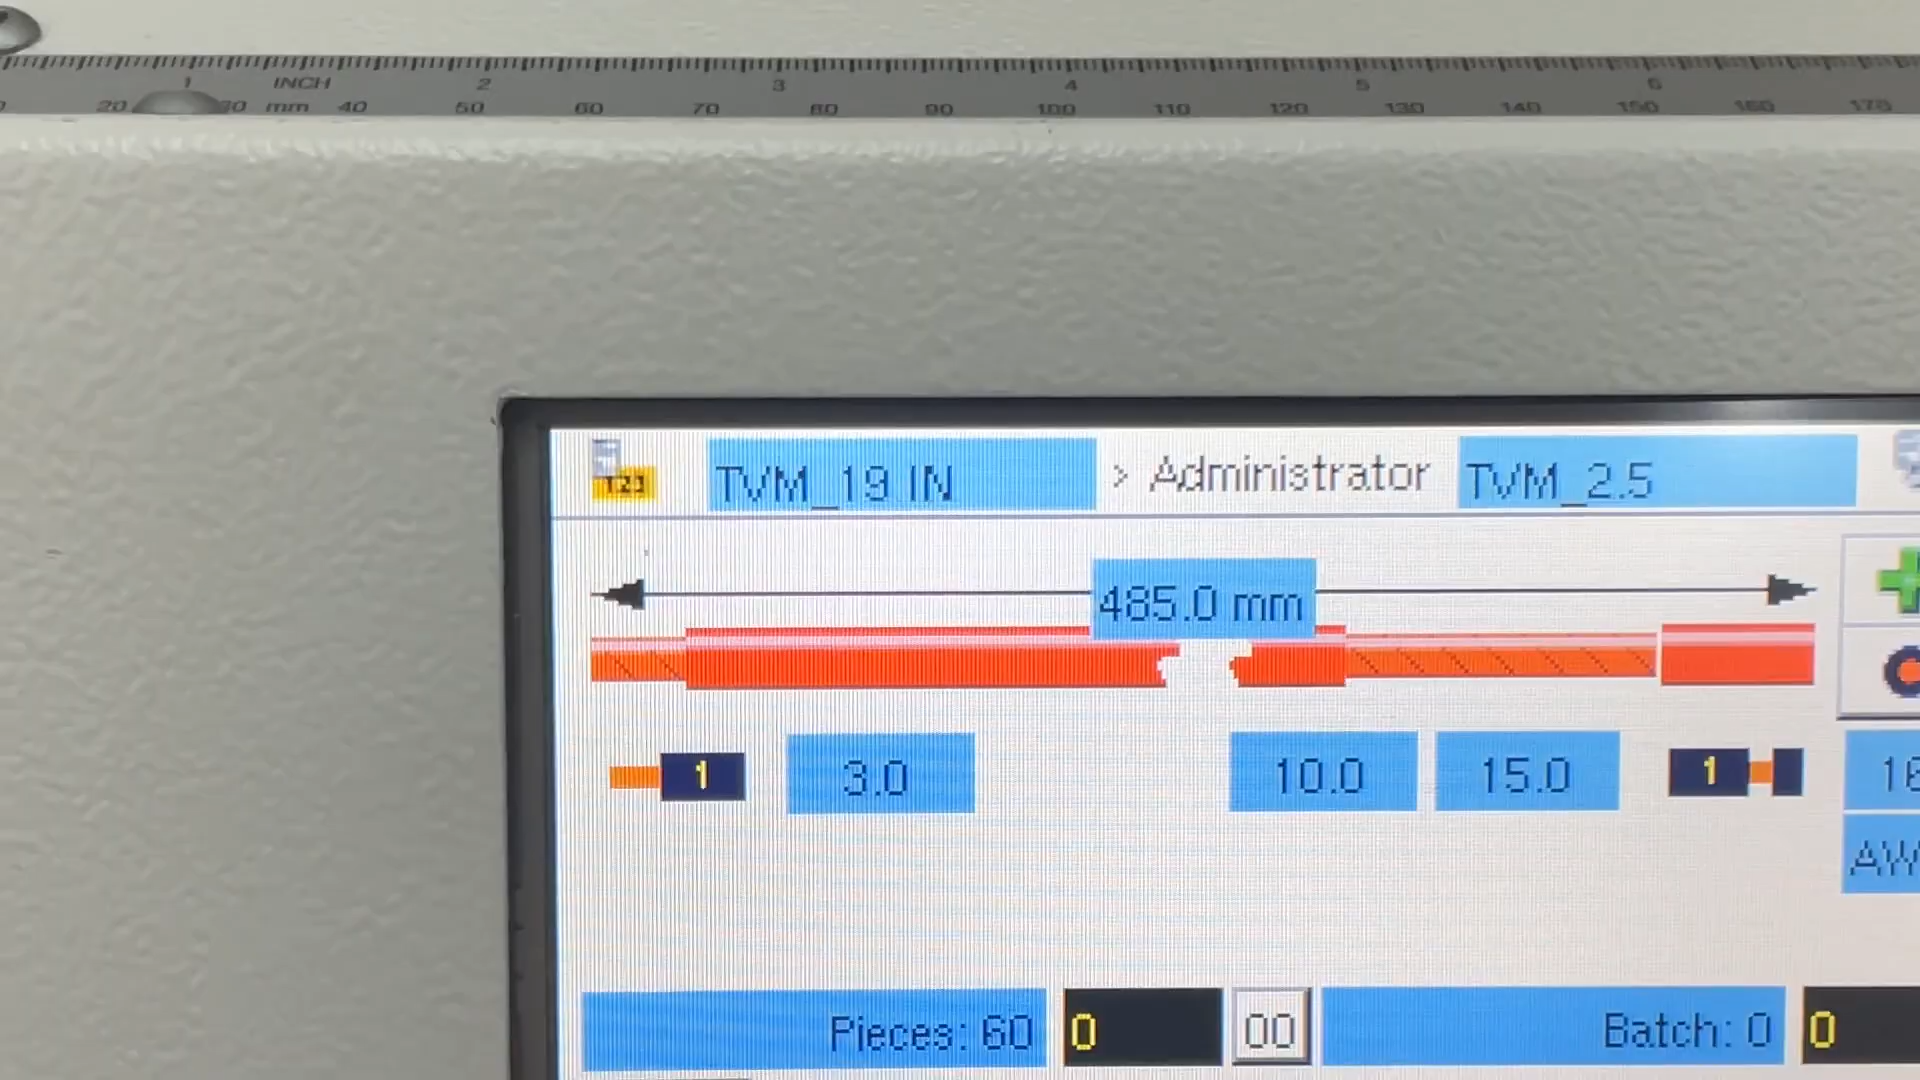 1 INCH 2 3 4 5 6
20 30 mm 40 50 60 70 80 90 100 110 120 130 140 150 160 170
123 TVM_19 IN > Administrator TVM_2.5
485.0 mm
1 3.0 10.0 15.0 1
Pieces: 60 0 00 Batch: 0 0